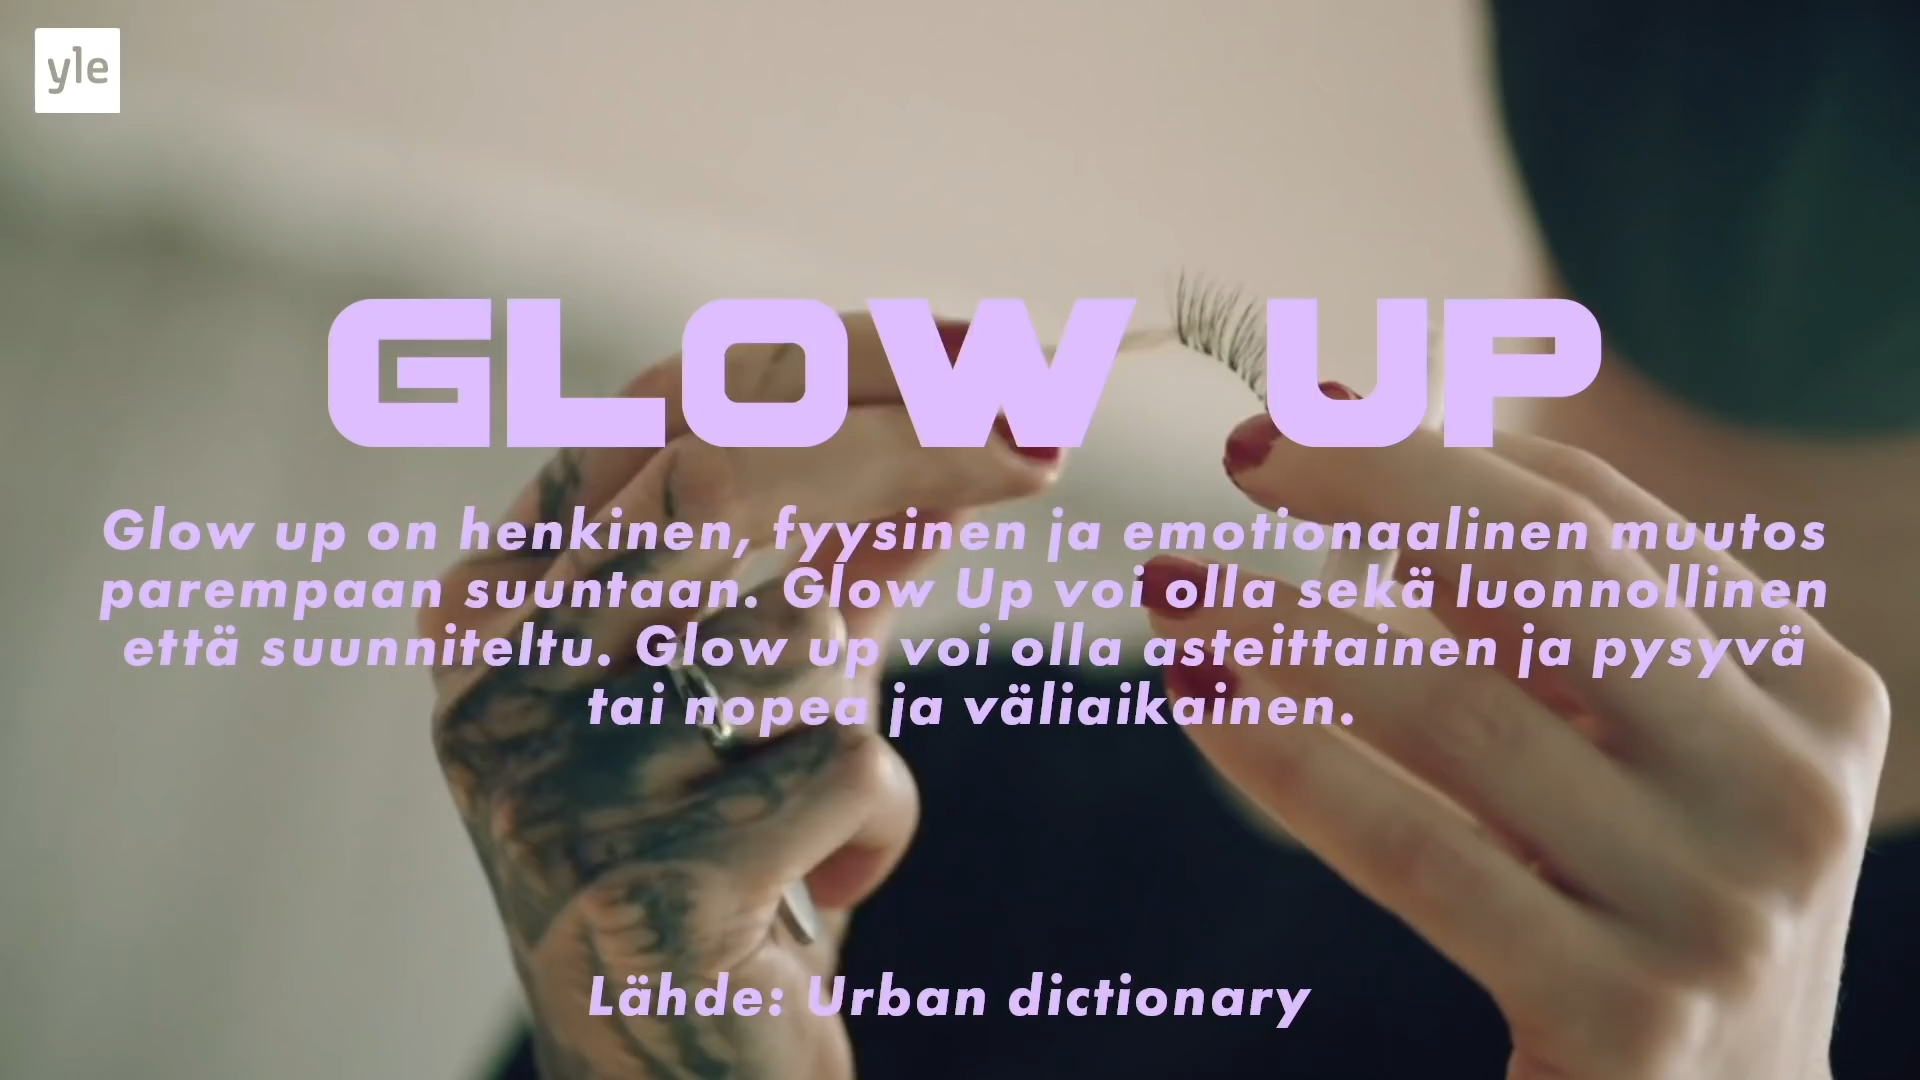 yle
GLOW UP
Glow up on henkinen, fyysinen ja emotionaalinen muutos
parempaan suuntaan. Glow Up voi olla sekä luonnollinen
että suunniteltu. Glow up voi olla asteittainen ja pysyvä
tai nopea ja väliaikainen.
Lähde: Urban dictionary